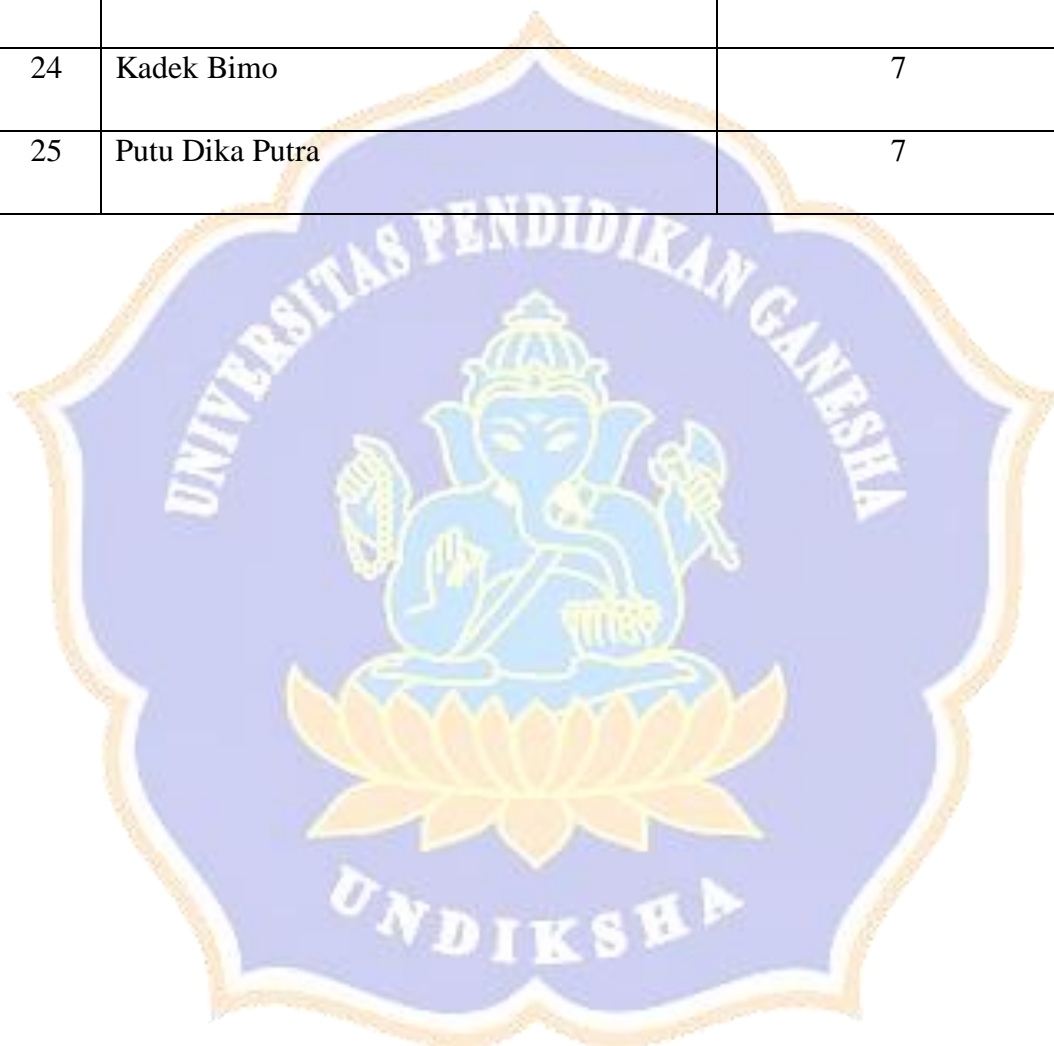 24 Kadek Bimo 7
25 Putu Dika Putra 7
UNIVERSITAS PENDIDIKAN GANESHA
UNDIKSHA